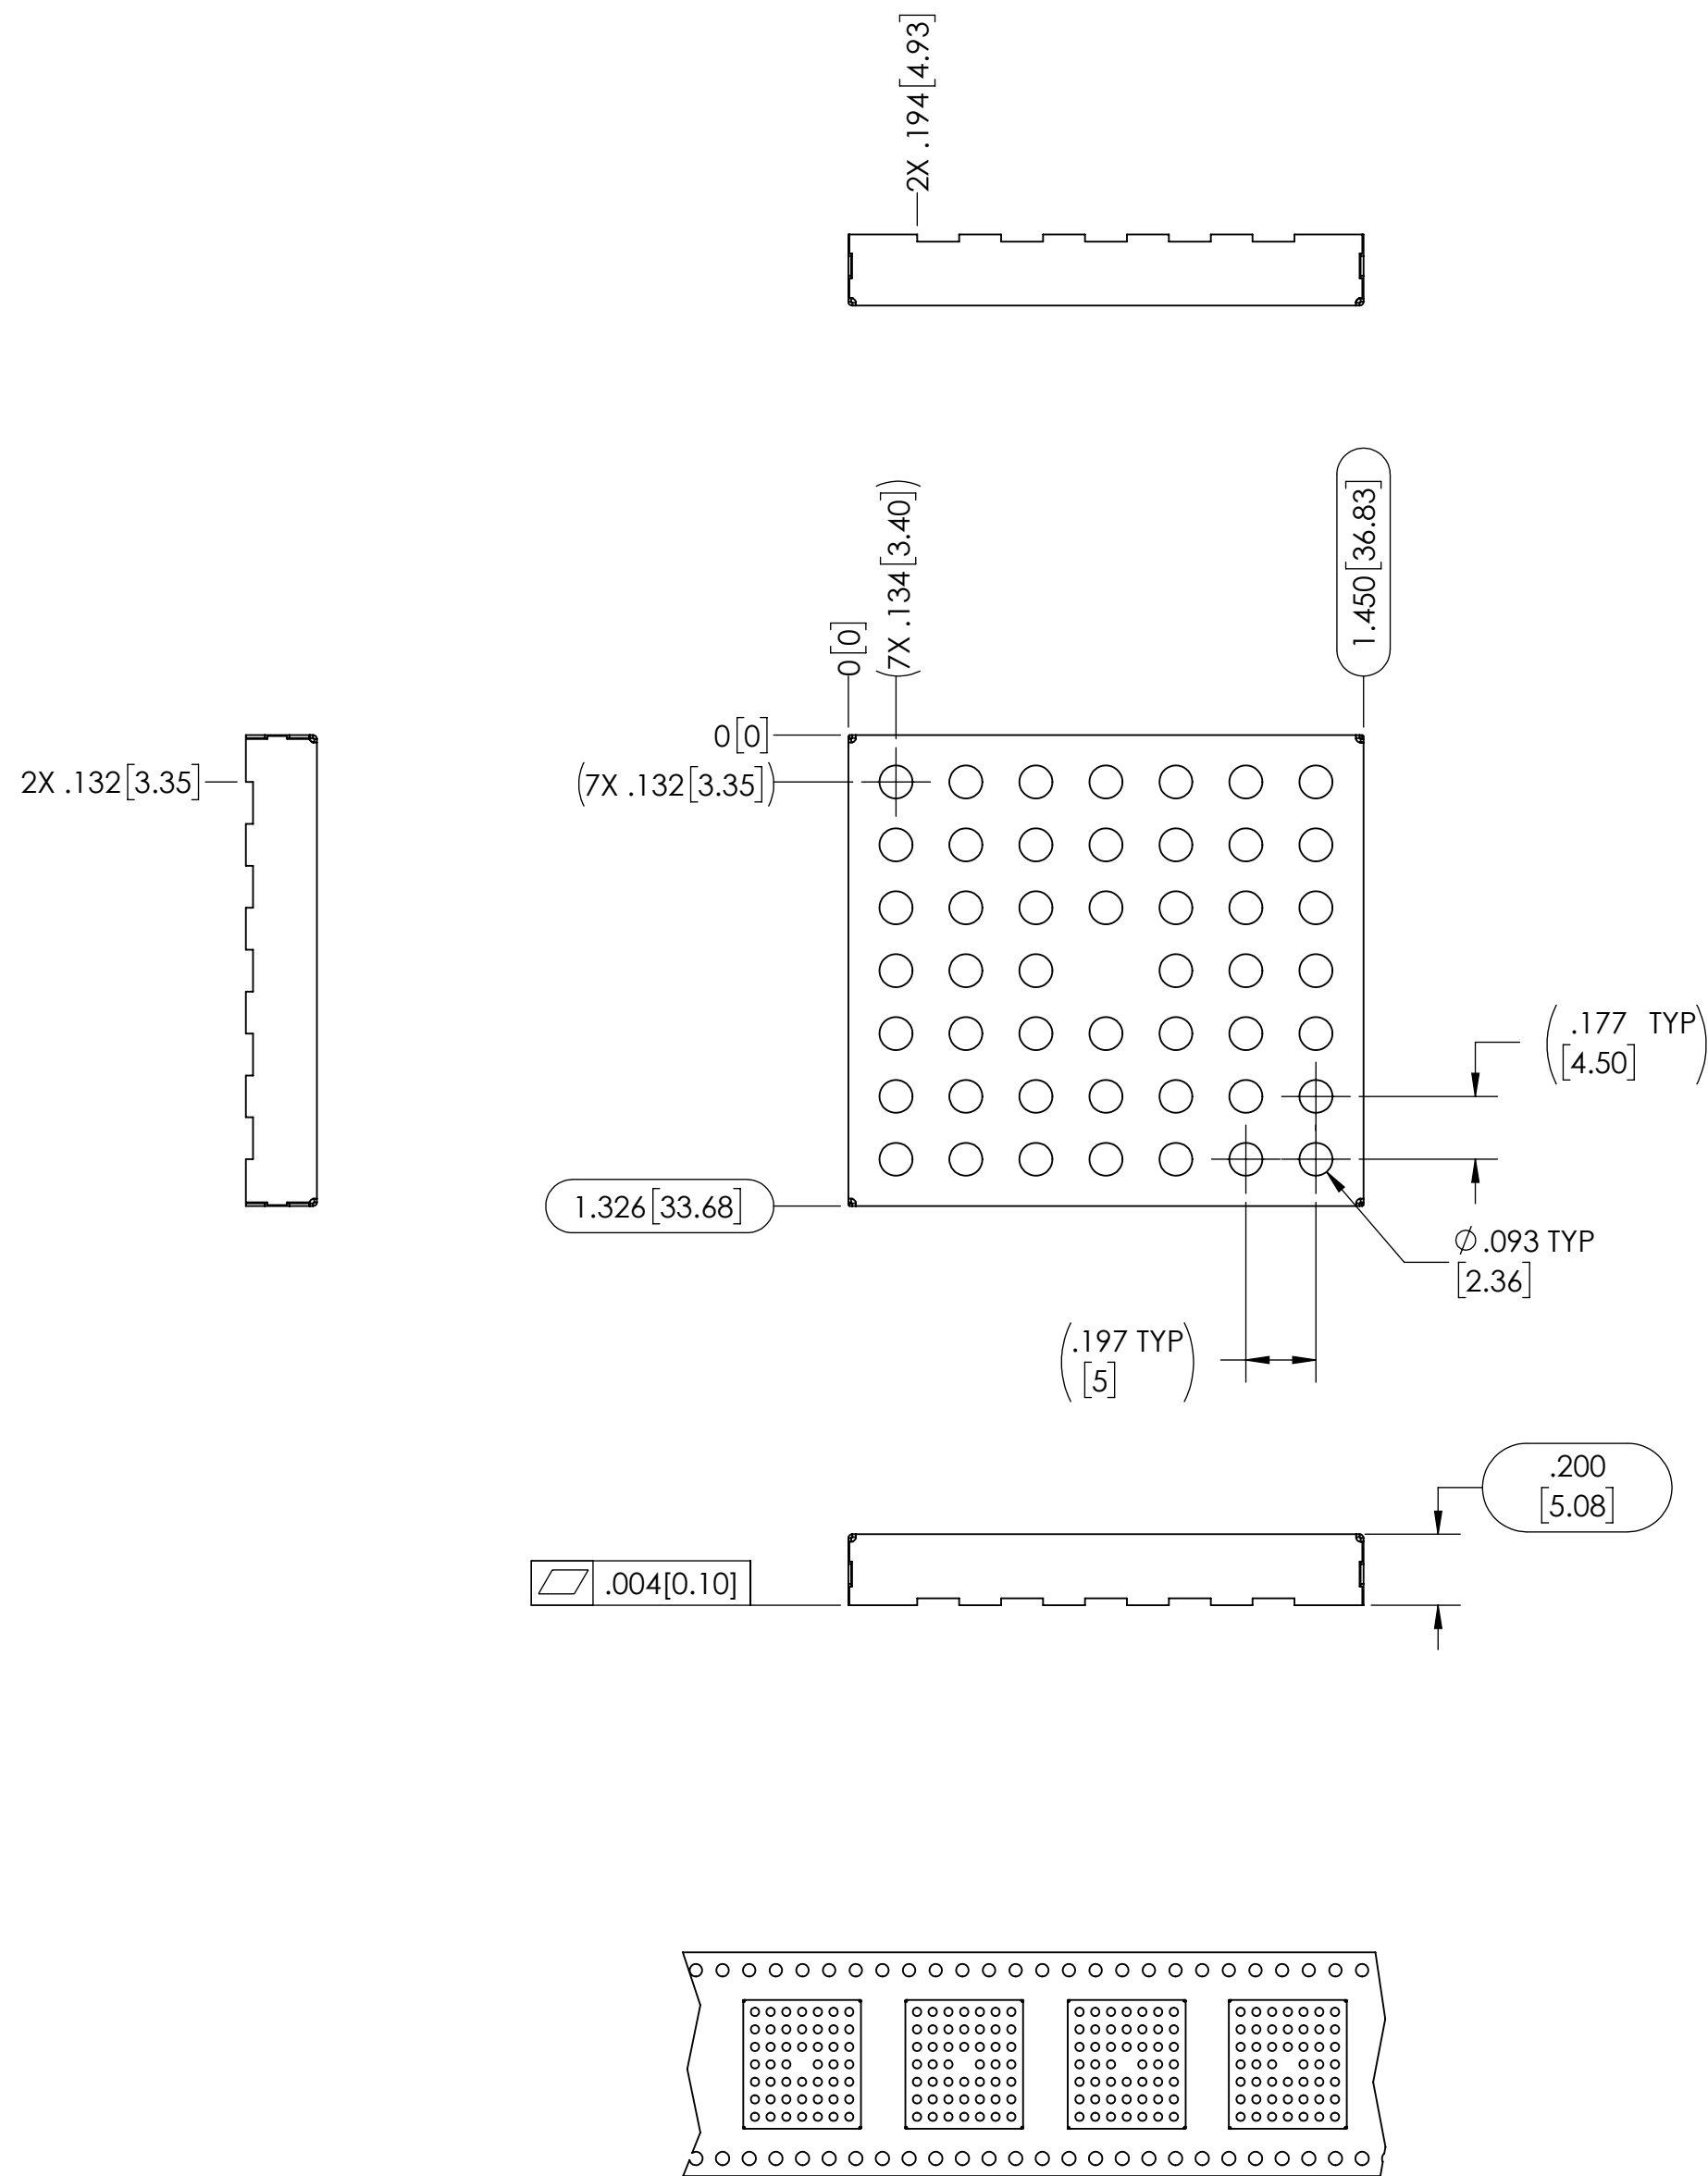 2X .194[4.93]
(7X .134[3.40])
1.450[36.83]
0[0]
0[0]
2X .132[3.35]
(7X .132[3.35])
(.177 TYP
[4.50])
1.326[33.68]
⌀.093 TYP
[2.36]
(.197 TYP
[5])
.200
[5.08]
.004[0.10]